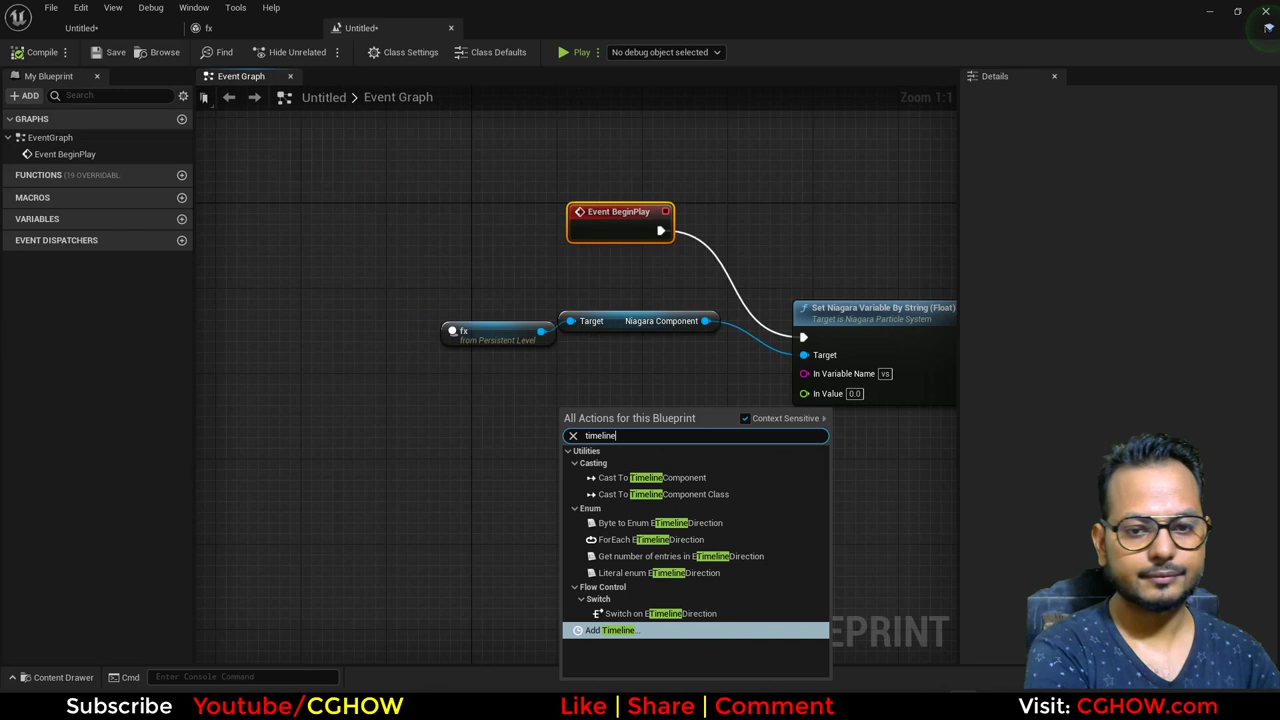 File Edit View Debug Window Tools Help
Untitled* fx Untitled*
Compile Save Browse Find Hide Unrelated Class Settings Class Defaults Play No debug object selected
My Blueprint Event Graph Details
ADD Search Untitled > Event Graph Zoom 1:1
GRAPHS
EventGraph
Event BeginPlay
FUNCTIONS (19 OVERRIDABL
MACROS
VARIABLES
EVENT DISPATCHERS
Event BeginPlay
fx
from Persistent Level
Target Niagara Component
Set Niagara Variable By String (Float)
Target is Niagara Particle System
Target
In Variable Name vs
In Value 0.0
All Actions for this Blueprint Context Sensitive
timeline
Utilities
Casting
Cast To TimelineComponent
Cast To TimelineComponent Class
Enum
Byte to Enum ETimelineDirection
ForEach ETimelineDirection
Get number of entries in ETimelineDirection
Literal enum ETimelineDirection
Flow Control
Switch
Switch on ETimelineDirection
Add Timeline...
EPRINT
Content Drawer Cmd Enter Console Command
Subscribe Youtube/CGHOW Like | Share | Comment Visit: CGHOW.com